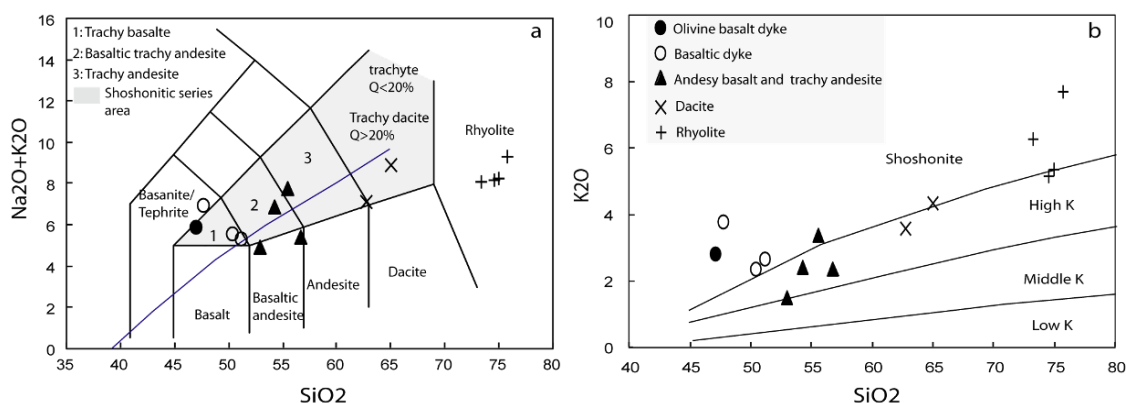 a
1: Trachy basalte
2: Basaltic trachy andesite
3: Trachy andesite
Shoshonitic series
area
trachyte
Q<20%
Trachy dacite
Q>20%
Rhyolite
Basanite/
Tephrite
1
2
3
Basalt
Basaltic
andesite
Andesite
Dacite
Na2O+K2O
16
14
12
10
8
6
4
2
0
35 40 45 50 55 60 65 70 75 80
SiO2
b
Olivine basalt dyke
Basaltic dyke
Andesy basalt and trachy andesite
Dacite
Rhyolite
Shoshonite
High K
Middle K
Low K
K2O
10
8
6
4
2
0
40 45 50 55 60 65 70 75 80
SiO2